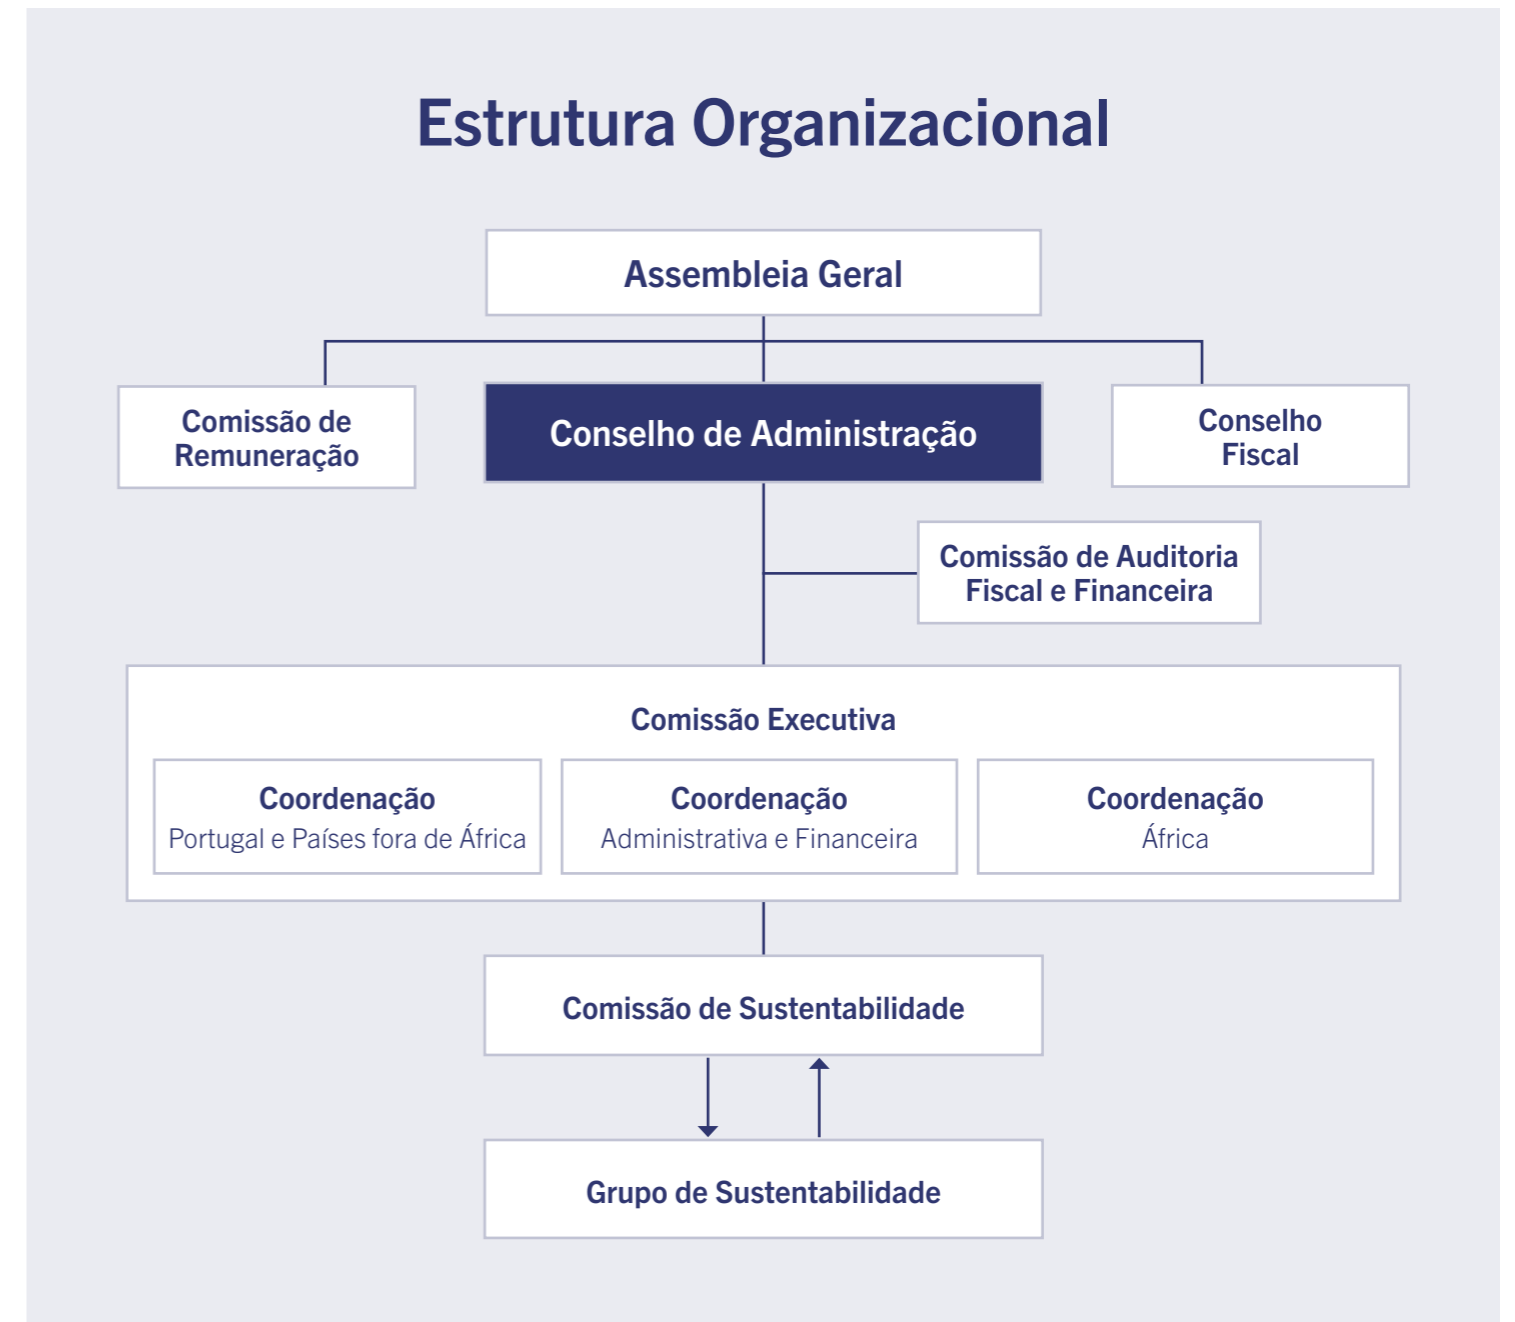 Estrutura Organizacional
Assembleia Geral
Comissão de
Remuneração
Conselho de Administração
Conselho
Fiscal
Comissão de Auditoria
Fiscal e Financeira
Comissão Executiva
Coordenação
Portugal e Países fora de África
Coordenação
Administrativa e Financeira
Coordenação
África
Comissão de Sustentabilidade
Grupo de Sustentabilidade